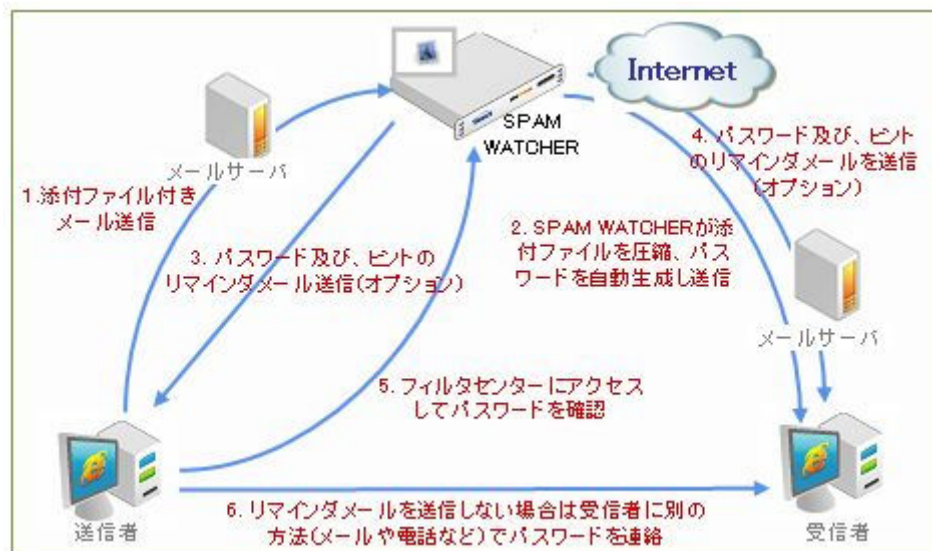 Internet
SPAM
WATCHER
メールサーバ
1.添付ファイル付き
メール送信
4. パスワード及び、ヒント
のリマインダメールを送信
(オプション)
2. SPAM WATCHERが添
付ファイルを圧縮、パス
ワードを自動生成し送信
3. パスワード及び、ヒントの
リマインダメール送信(オプション)
メールサーバ
5. フィルタセンターにアクセス
してパスワードを確認
6. リマインダメールを送信しない場合は受信者に別の
方法(メールや電話など)でパスワードを連絡
送信者
受信者